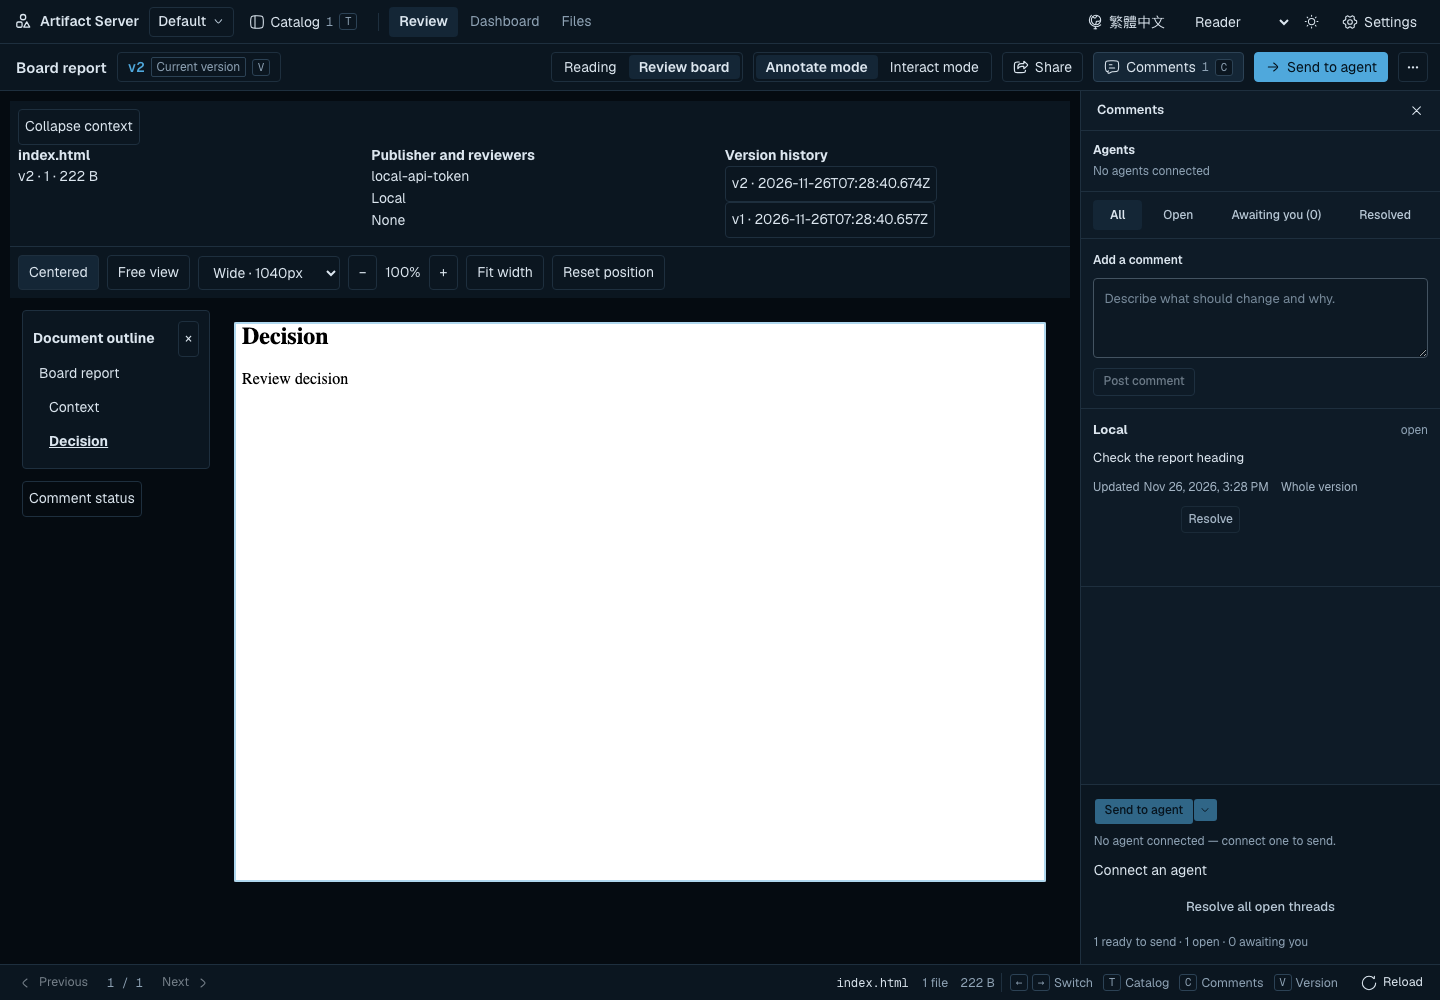 Artifact Server Default Catalog 1 T Review Dashboard Files 繁體中文 Reader Settings
Board report v2 Current version V Reading Review board Annotate mode Interact mode Share Comments 1 C Send to agent ···
Collapse context
index.html
v2 · 1 · 222 B
Publisher and reviewers
local-api-token
Local
None
Version history
v2 · 2026-11-26T07:28:40.674Z
v1 · 2026-11-26T07:28:40.657Z
Centered Free view Wide · 1040px − 100% + Fit width Reset position
Document outline ×
Board report
Context
Decision
Comment status
Decision
Review decision
Comments
Agents
No agents connected
All Open Awaiting you (0) Resolved
Add a comment
Describe what should change and why.
Post comment
Local open
Check the report heading
Updated Nov 26, 2026, 3:28 PM Whole version
Resolve
Send to agent
No agent connected — connect one to send.
Connect an agent
Resolve all open threads
1 ready to send · 1 open · 0 awaiting you
Previous 1 / 1 Next index.html 1 file 222 B ← → Switch T Catalog C Comments V Version Reload